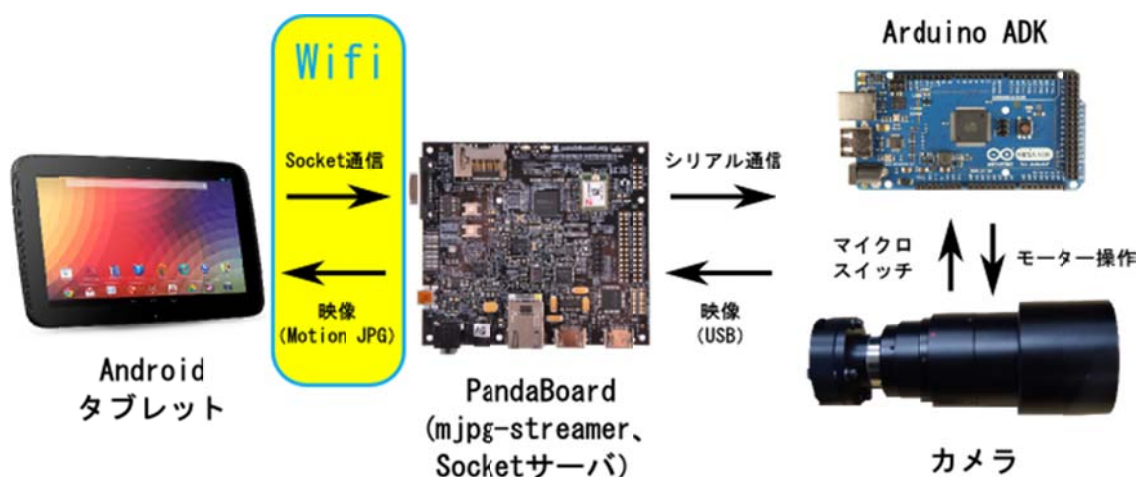 Wifi
Socket通信
映像
(Motion JPG)
Android
タブレット
PandaBoard
(mjpg-streamer、
Socketサーバ)
シリアル通信
映像
(USB)
Arduino ADK
マイクロ
スイッチ
モーター操作
カメラ